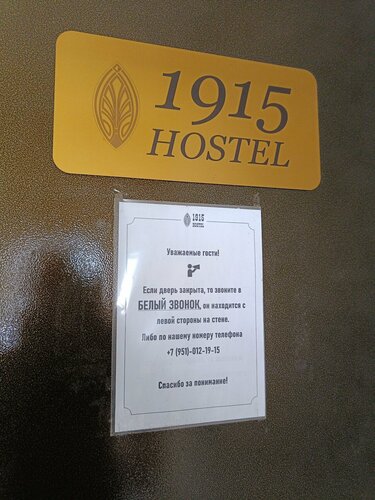 1915
HOSTEL
1915
HOSTEL
Уважаемые гости!
Если дверь закрыта, то звоните в
БЕЛЫЙ ЗВОНОК, он находится с
левой стороны на стене.
Либо по нашему номеру телефона
+7 (951)-012-19-15
Спасибо за понимание!